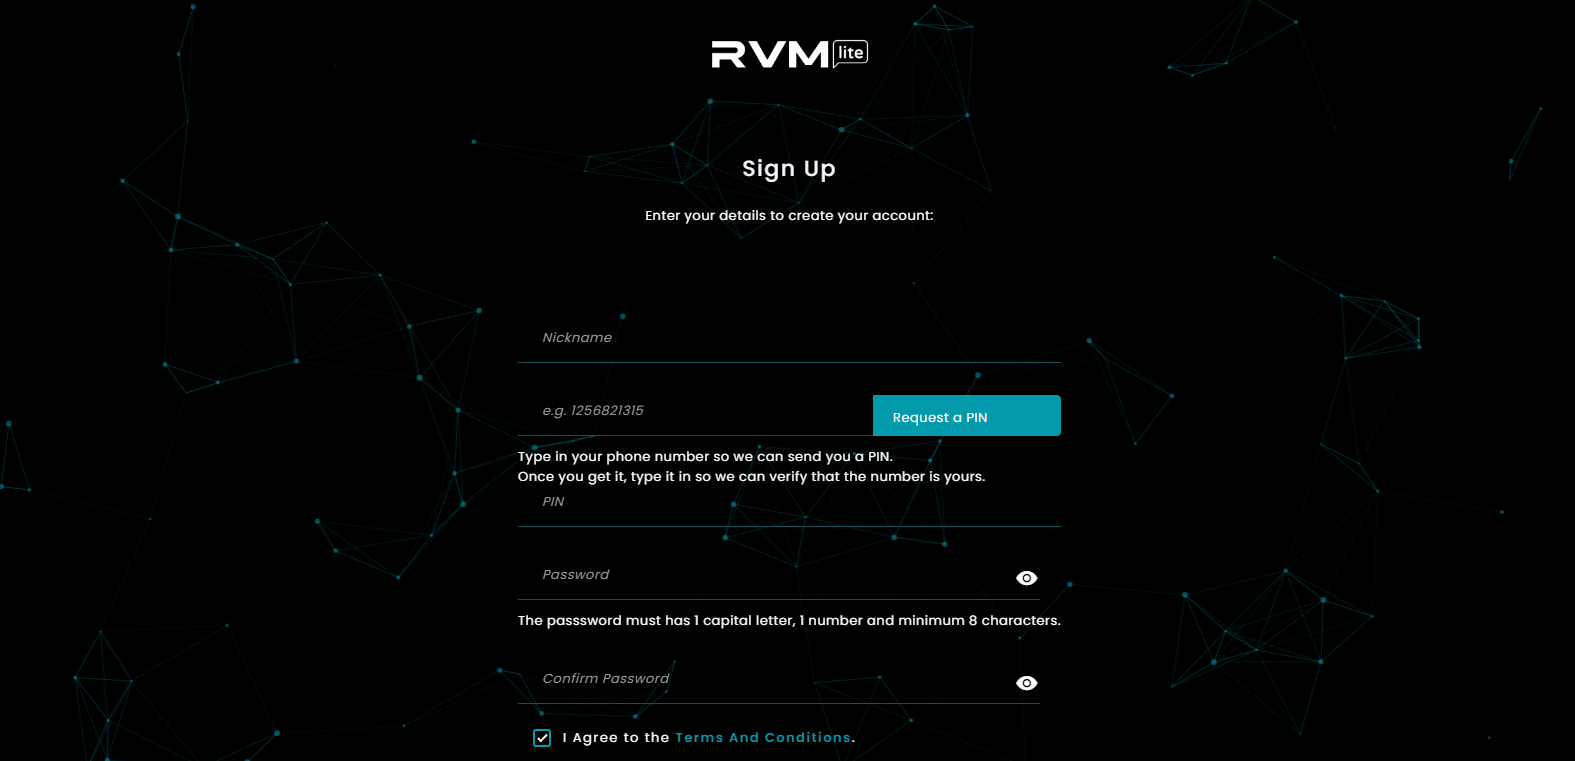 RVM lite
Sign Up
Enter your details to create your account:
Nickname
e.g. 1256821315
Request a PIN
Type in your phone number so we can send you a PIN.
Once you get it, type it in so we can verify that the number is yours.
PIN
Password
The passsword must has 1 capital letter, 1 number and minimum 8 characters.
Confirm Password
I Agree to the Terms And Conditions.